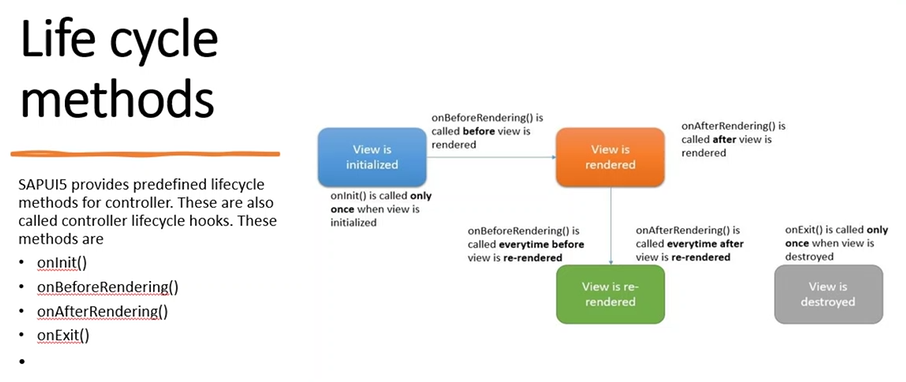 Life cycle
methods
SAPUI5 provides predefined lifecycle
methods for controller. These are also
called controller lifecycle hooks. These
methods are
• onInit()
• onBeforeRendering()
• onAfterRendering()
• onExit()
•
View is
initialized
onInit() is called only
once when view is
initialized
onBeforeRendering() is
called before view is
rendered
View is
rendered
onAfterRendering() is
called after view is
rendered
onBeforeRendering() is
called everytime before
view is re-rendered
onAfterRendering() is
called everytime after
view is re-rendered
View is re-
rendered
onExit() is called only
once when view is
destroyed
View is
destroyed